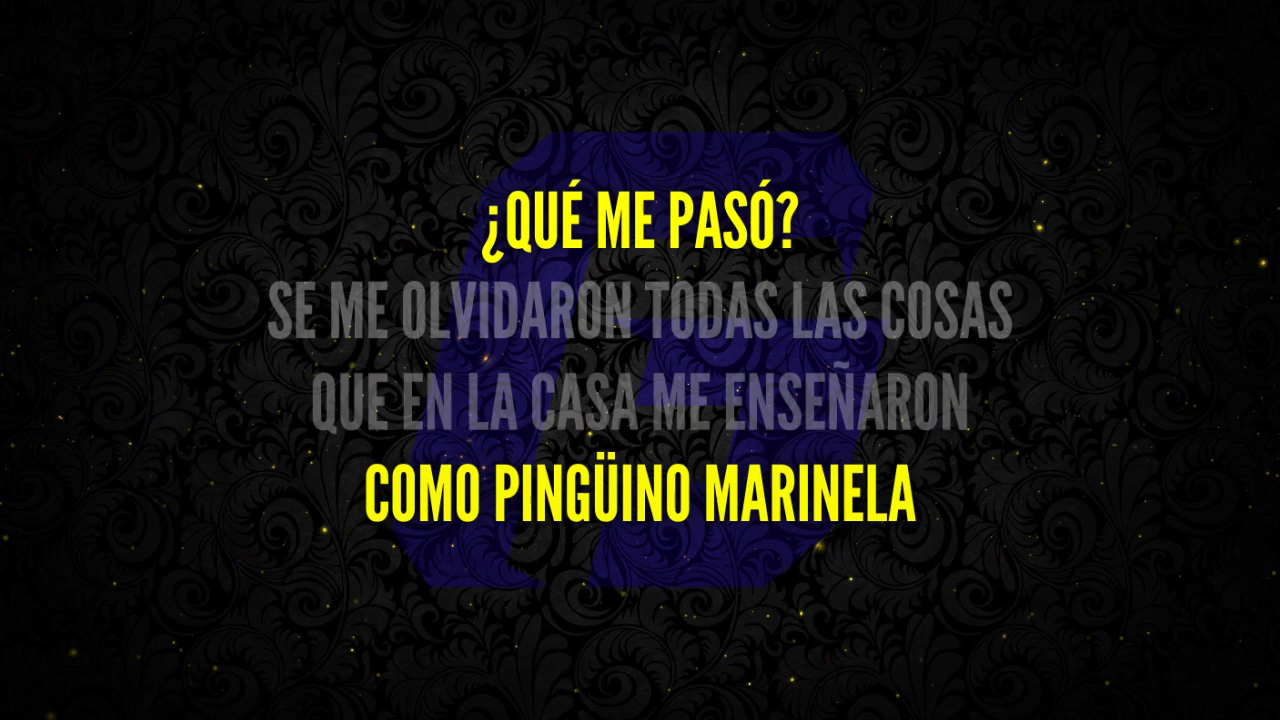 ¿QUÉ ME PASÓ?
SE ME OLVIDARON TODAS LAS COSAS
QUE EN LA CASA ME ENSEÑARON
COMO PINGÜINO MARINELA